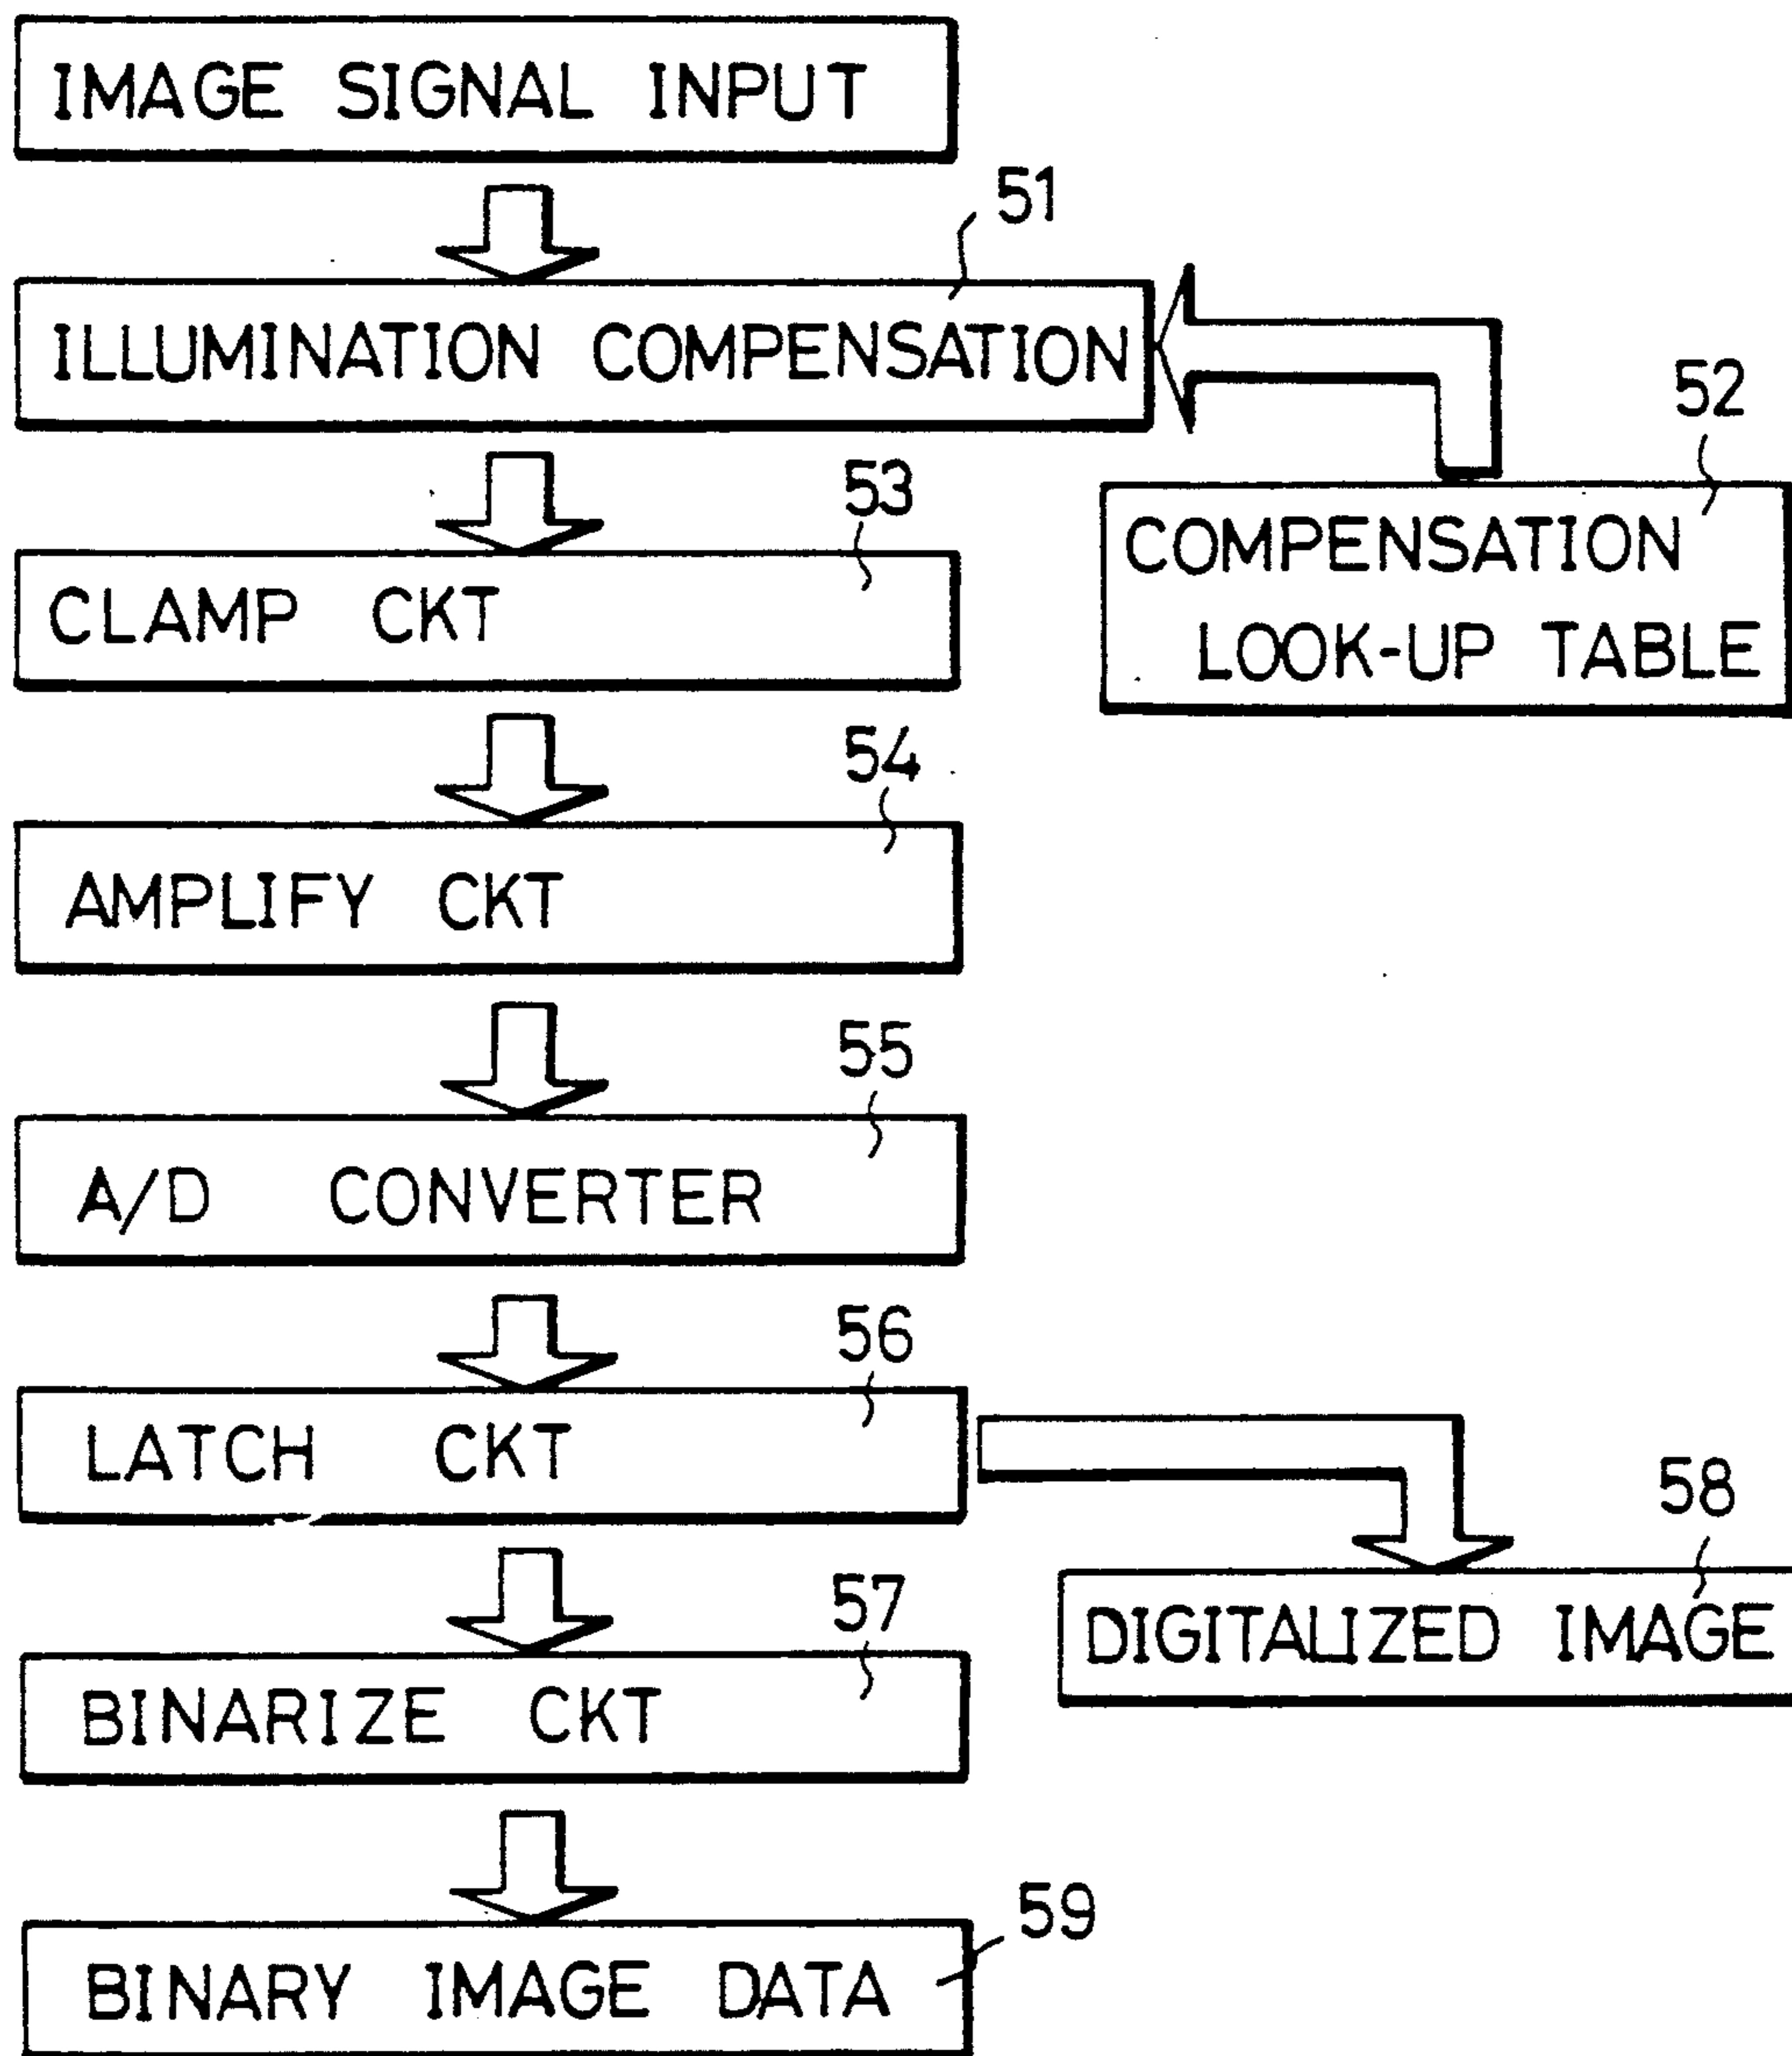 IMAGE SIGNAL INPUT
51
ILLUMINATION COMPENSATION
52
COMPENSATION
LOOK-UP TABLE
53
CLAMP CKT
54
AMPLIFY CKT
55
A/D CONVERTER
56
LATCH CKT
58
DIGITALIZED IMAGE
57
BINARIZE CKT
59
BINARY IMAGE DATA